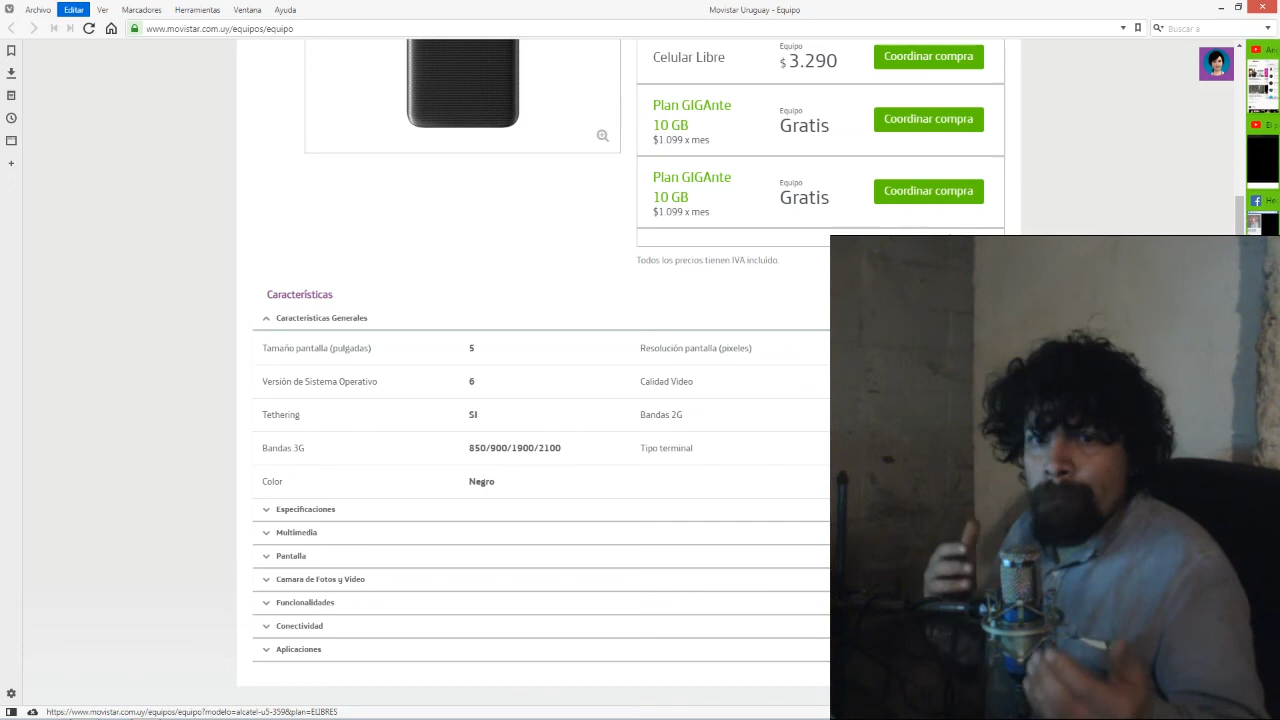 Archivo Editar Ver Marcadores Herramientas Ventana Ayuda
Movistar Uruguay - Equipo
www.movistar.com.uy/equipos/equipo
Buscar a
Celular Libre
Equipo
$ 3.290
Coordinar compra
Plan GIGAnte
10 GB
$1.099 x mes
Equipo
Gratis
Coordinar compra
Plan GIGAnte
10 GB
$1.099 x mes
Equipo
Gratis
Coordinar compra
Todos los precios tienen IVA incluido.
Características
Caracteristicas Generales
Tamaño pantalla (pulgadas) 5 Resolución pantalla (pixeles)
Versión de Sistema Operativo 6 Calidad Video
Tethering SI Bandas 2G
Bandas 3G 850/900/1900/2100 Tipo terminal
Color Negro
Especificaciones
Multimedia
Pantalla
Camara de Fotos y Video
Funcionalidades
Conectividad
Aplicaciones
https://www.movistar.com.uy/equipos/equipo?modelo=alcatel-u5-3598&plan=ELIBRES